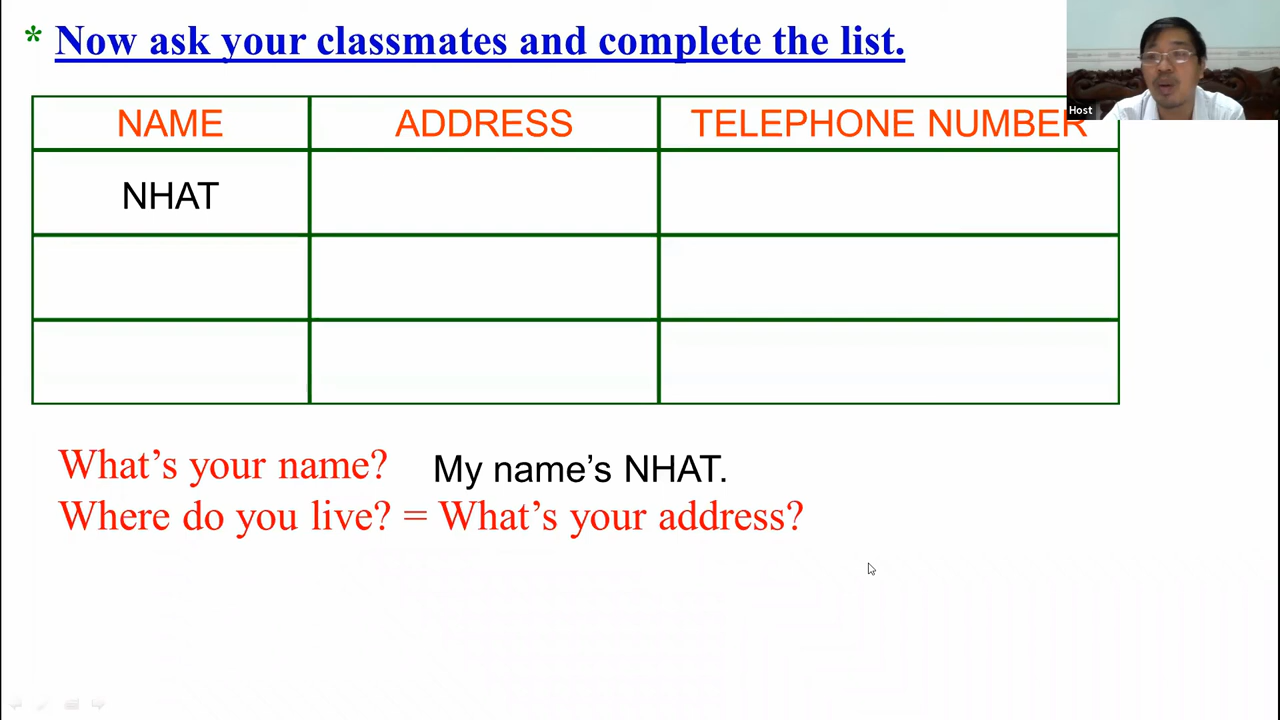 * Now ask your classmates and complete the list.
Host
NAME ADDRESS TELEPHONE NUMBER
NHAT
What’s your name? My name’s NHAT.
Where do you live? = What’s your address?